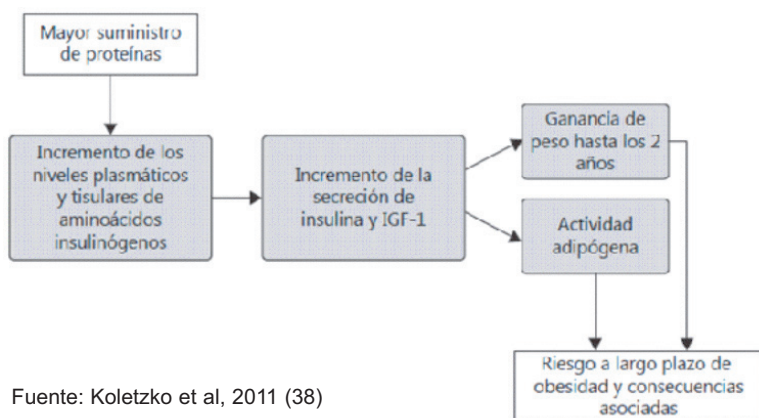 Mayor suministro
de proteínas
Incremento de los
niveles plasmáticos
y tisulares de
aminoácidos
insulinógenos
Incremento de la
secreción de
insulina y IGF-1
Ganancia de
peso hasta los 2
años
Actividad
adipógena
Riesgo a largo plazo de
obesidad y consecuencias
asociadas
Fuente: Koletzko et al, 2011 (38)